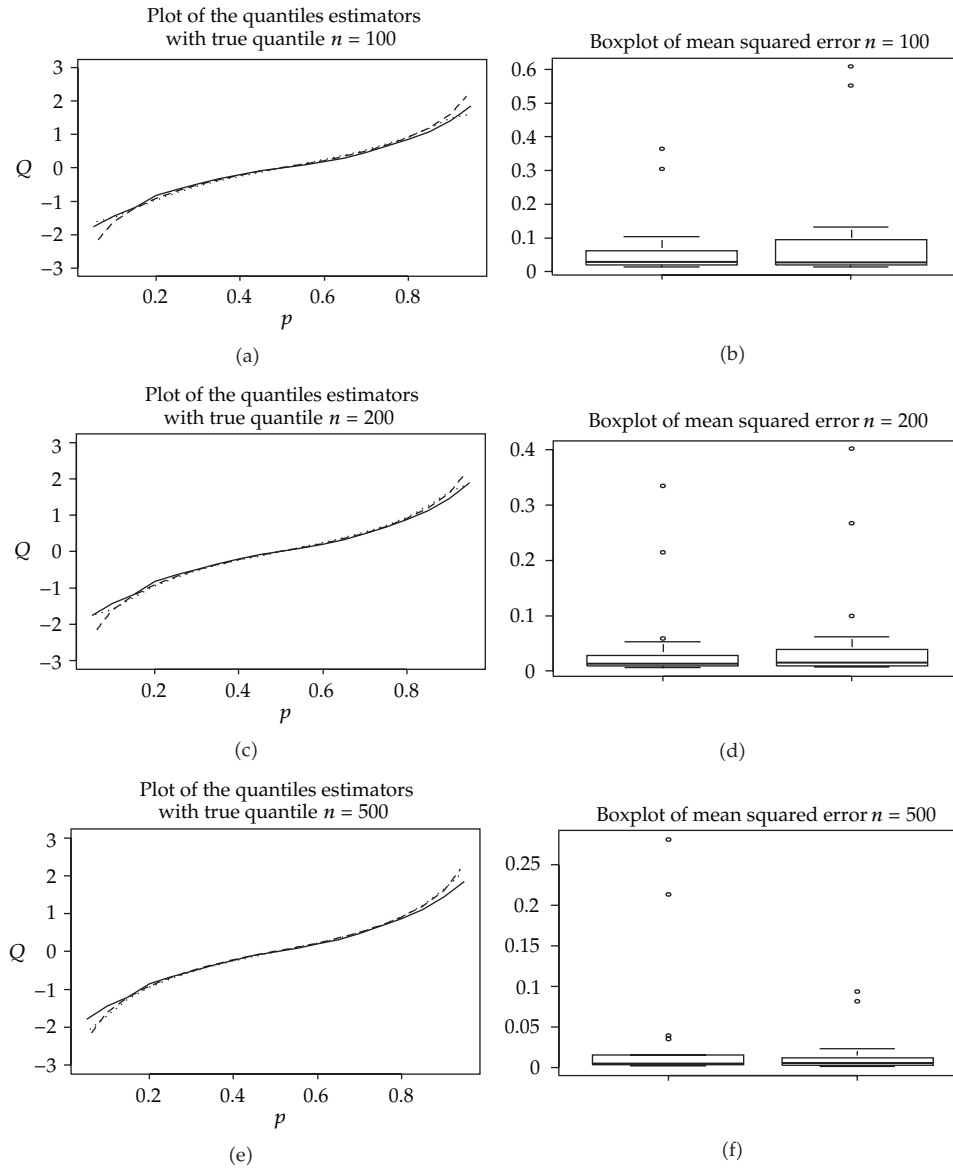 Plot of the quantiles estimators
with true quantile n = 100
3
2
1
0
−1
−2
−3
Q
0.2 0.4 0.6 0.8
p
(a)
Boxplot of mean squared error n = 100
0.6
0.5
0.4
0.3
0.2
0.1
0
(b)
Plot of the quantiles estimators
with true quantile n = 200
3
2
1
0
−1
−2
−3
Q
0.2 0.4 0.6 0.8
p
(c)
Boxplot of mean squared error n = 200
0.4
0.3
0.2
0.1
0
(d)
Plot of the quantiles estimators
with true quantile n = 500
3
2
1
0
−1
−2
−3
Q
0.2 0.4 0.6 0.8
p
(e)
Boxplot of mean squared error n = 500
0.25
0.2
0.15
0.1
0.05
0
(f)